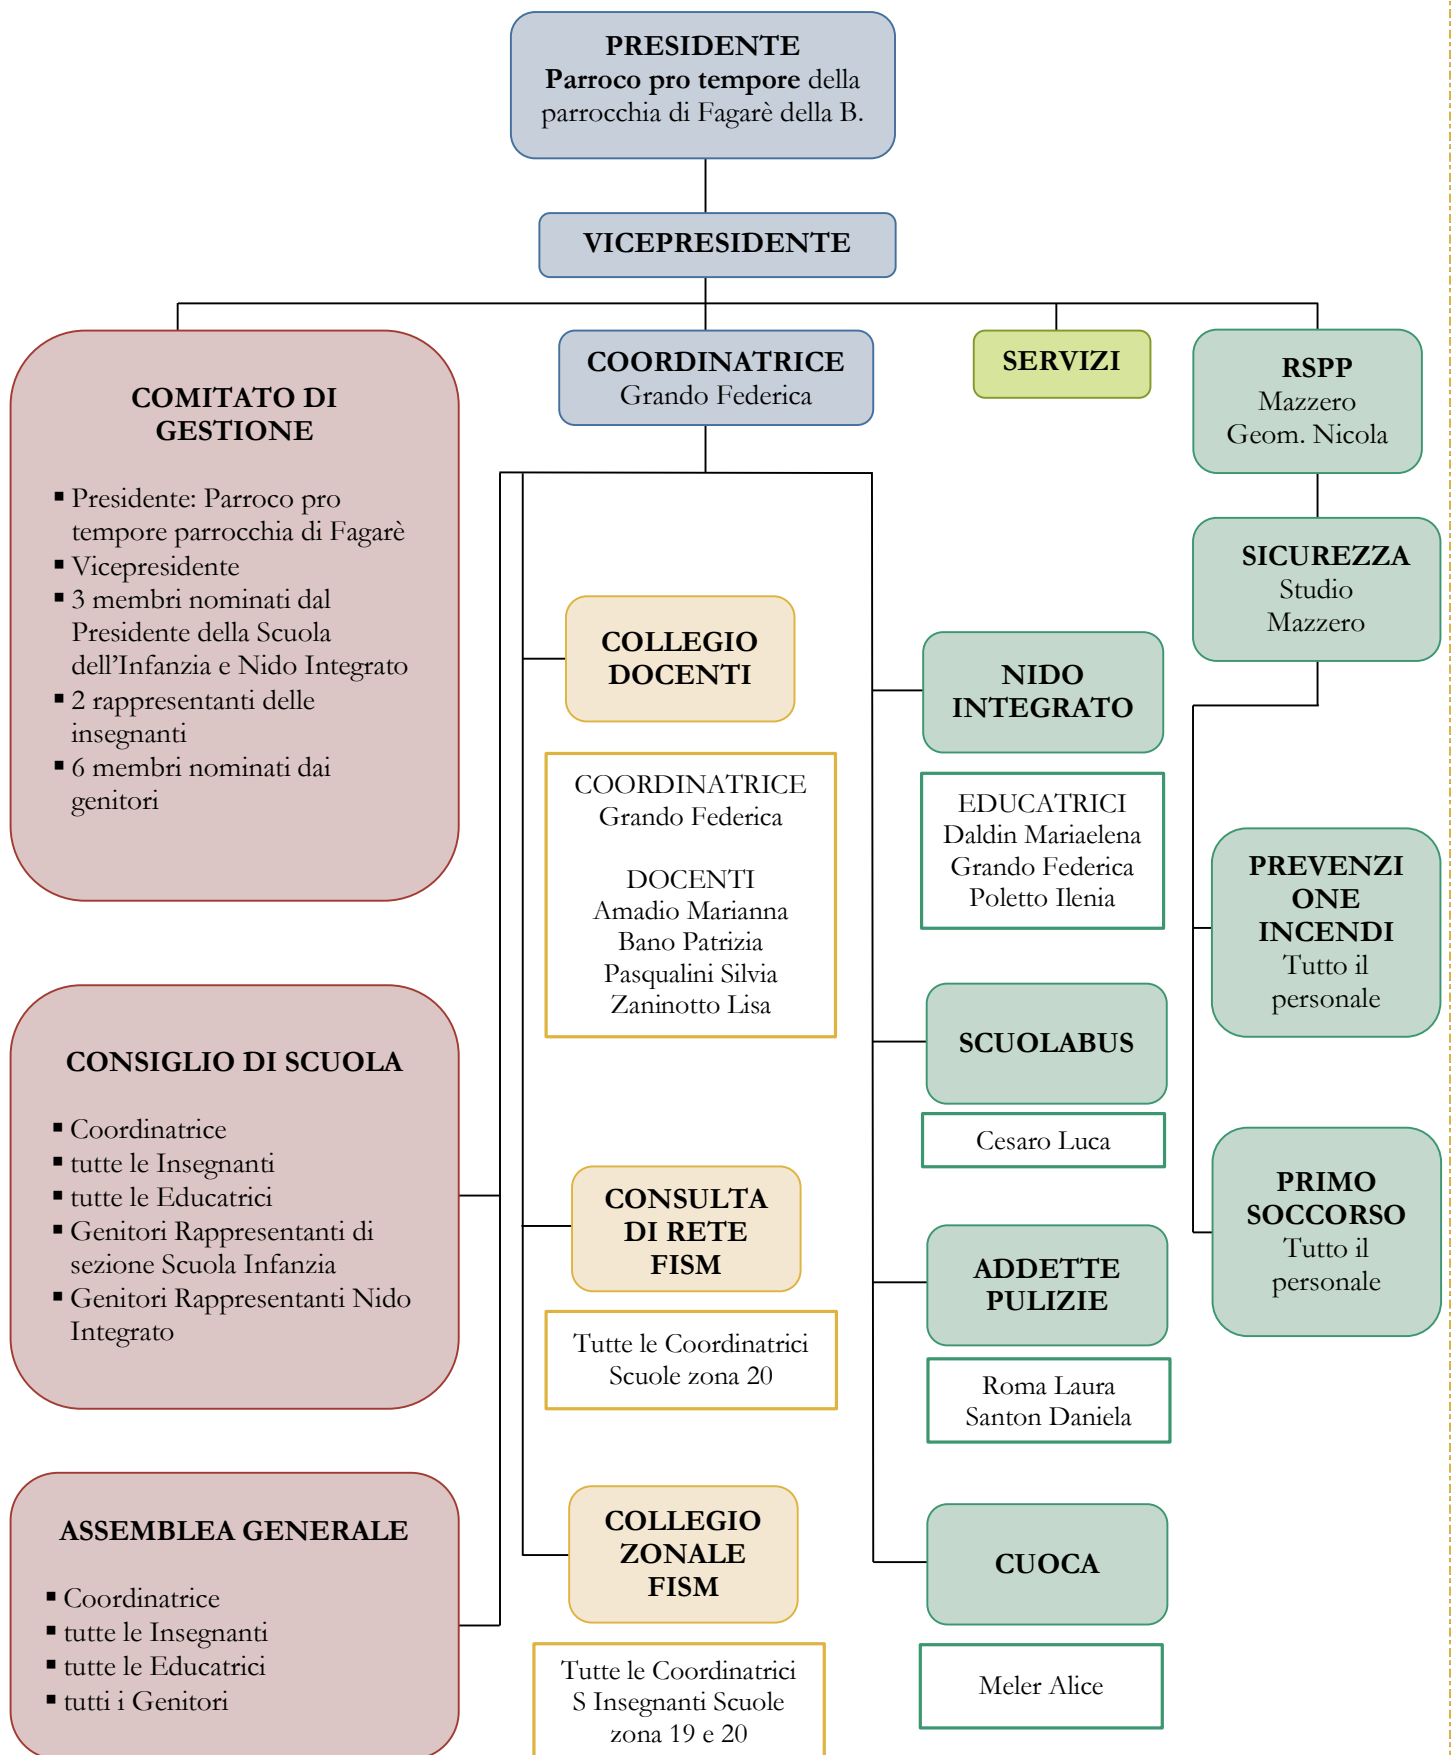 PRESIDENTE
Parroco pro tempore della
parrocchia di Fagarè della B.
VICEPRESIDENTE
COMITATO DI
GESTIONE
▪ Presidente: Parroco pro
tempore parrocchia di Fagarè
▪ Vicepresidente
▪ 3 membri nominati dal
Presidente della Scuola
dell’Infanzia e Nido Integrato
▪ 2 rappresentanti delle
insegnanti
▪ 6 membri nominati dai
genitori
CONSIGLIO DI SCUOLA
▪ Coordinatrice
▪ tutte le Insegnanti
▪ tutte le Educatrici
▪ Genitori Rappresentanti di
sezione Scuola Infanzia
▪ Genitori Rappresentanti Nido
Integrato
ASSEMBLEA GENERALE
▪ Coordinatrice
▪ tutte le Insegnanti
▪ tutte le Educatrici
▪ tutti i Genitori
COORDINATRICE
Grando Federica
COLLEGIO
DOCENTI
COORDINATRICE
Grando Federica
DOCENTI
Amadio Marianna
Bano Patrizia
Pasqualini Silvia
Zaninotto Lisa
CONSULTA
DI RETE
FISM
Tutte le Coordinatrici
Scuole zona 20
COLLEGIO
ZONALE
FISM
Tutte le Coordinatrici
S Insegnanti Scuole
zona 19 e 20
SERVIZI
NIDO
INTEGRATO
EDUCATRICI
Daldin Mariaelena
Grando Federica
Poletto Ilenia
SCUOLABUS
Cesaro Luca
ADDETTE
PULIZIE
Roma Laura
Santon Daniela
CUOCA
Meler Alice
RSPP
Mazzero
Geom. Nicola
SICUREZZA
Studio
Mazzero
PREVENZI
ONE
INCENDI
Tutto il
personale
PRIMO
SOCCORSO
Tutto il
personale